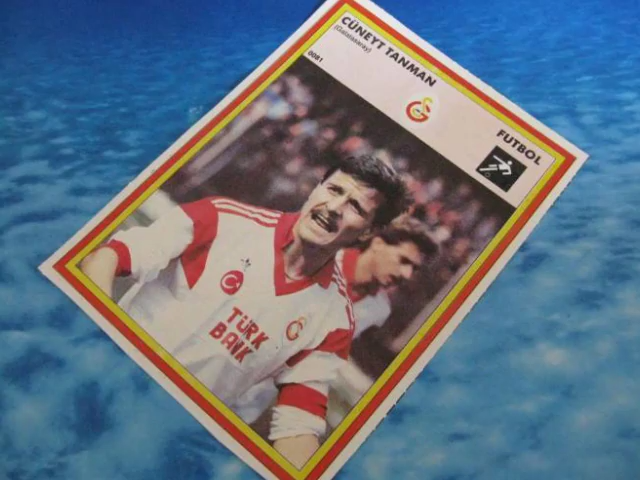 CÜNEYT TANMAN
(Galatasaray)
0081
FUTBOL
TÜRK
BANK